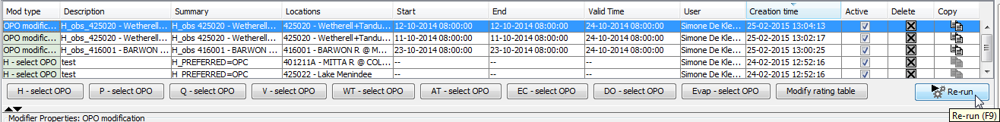 Mod type Description Summary Locations Start End Valid Time User Creation time Active Delete Copy
OPO modific... H_obs_425020 - Wetherell... H_obs 425020 - Wetherell... 425020 - Wetherell+Tandu... 12-10-2014 08:00:00 12-10-2014 08:00:00 24-10-2014 08:00:00 Simone De Kle... 25-02-2015 13:04:13
OPO modific... H_obs_425020 - Wetherell... H_obs 425020 - Wetherell... 425020 - Wetherell+Tandu... 11-10-2014 08:00:00 11-10-2014 08:00:00 24-10-2014 08:00:00 Simone De Kle... 25-02-2015 13:02:17
OPO modific... H_obs_416001 - BARWON ... H_obs 416001 - BARWON ... 416001 - BARWON R @ M... 23-10-2014 08:00:00 23-10-2014 08:00:00 24-10-2014 08:00:00 Simone De Kle... 25-02-2015 13:00:25
H - select OPO test H_PREFERRED=OPC 401211A - MITTA R @ COL... -- -- -- Simone De Kle... 24-02-2015 12:52:16
H - select OPO test H_PREFERRED=OPC 425022 - Lake Menindee -- -- -- Simone De Kle... 24-02-2015 12:52:16
H - select OPO P - select OPO Q - select OPO V - select OPO WT - select OPO AT - select OPO EC - select OPO DO - select OPO Evap - select OPO Modify rating table Re-run
Re-run (F9)
Modifier Properties: OPO modification